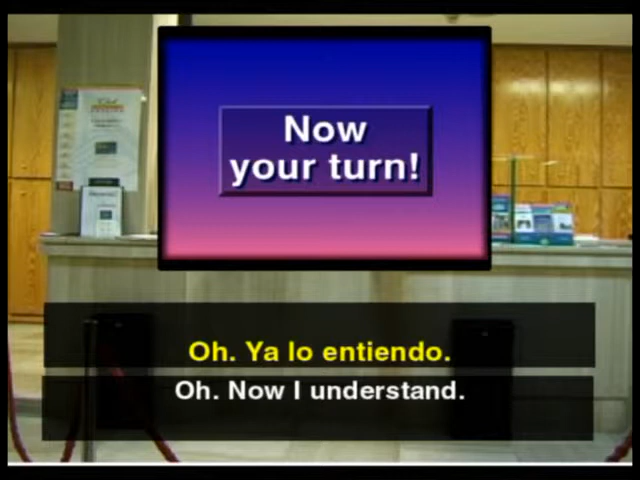 Now
your turn!
Oh. Ya lo entiendo.
Oh. Now I understand.